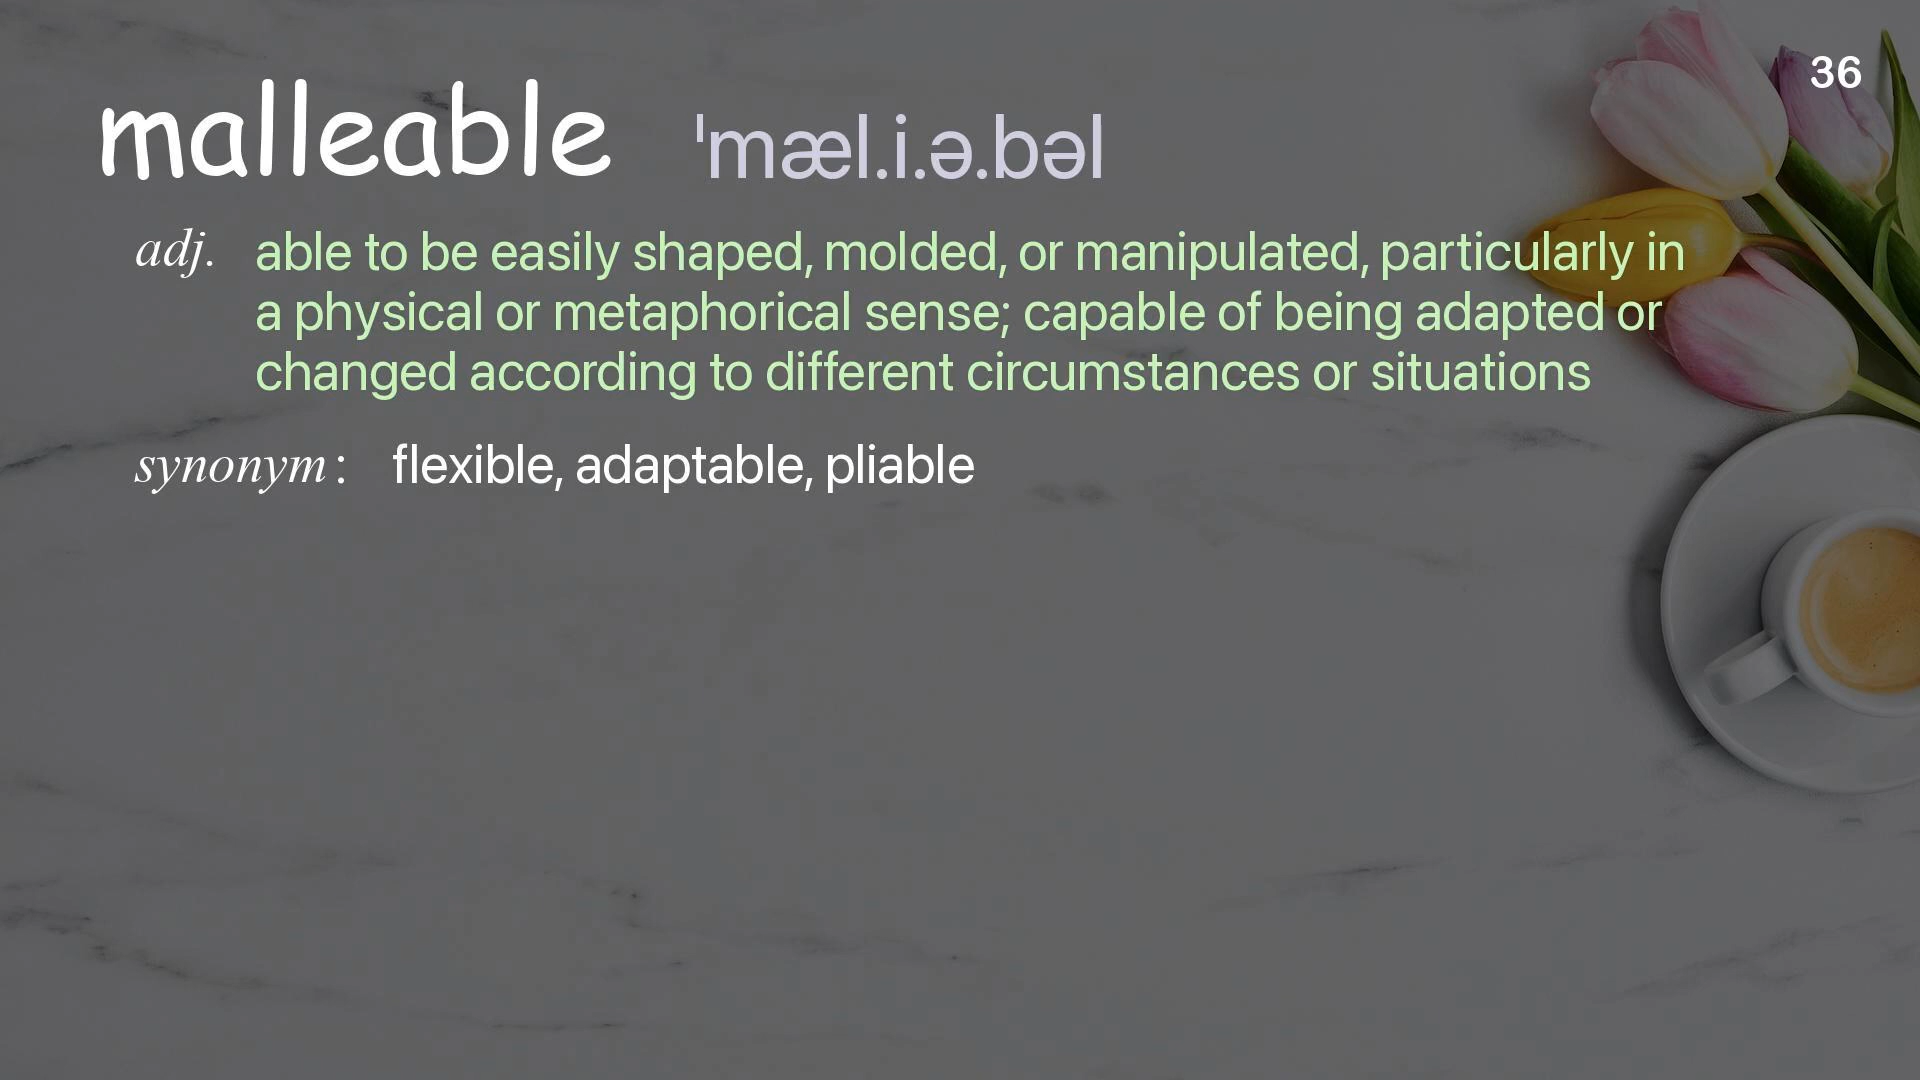 36
malleable ˈmæl.i.ə.bəl
adj. able to be easily shaped, molded, or manipulated, particularly in
a physical or metaphorical sense; capable of being adapted or
changed according to different circumstances or situations
synonym : flexible, adaptable, pliable